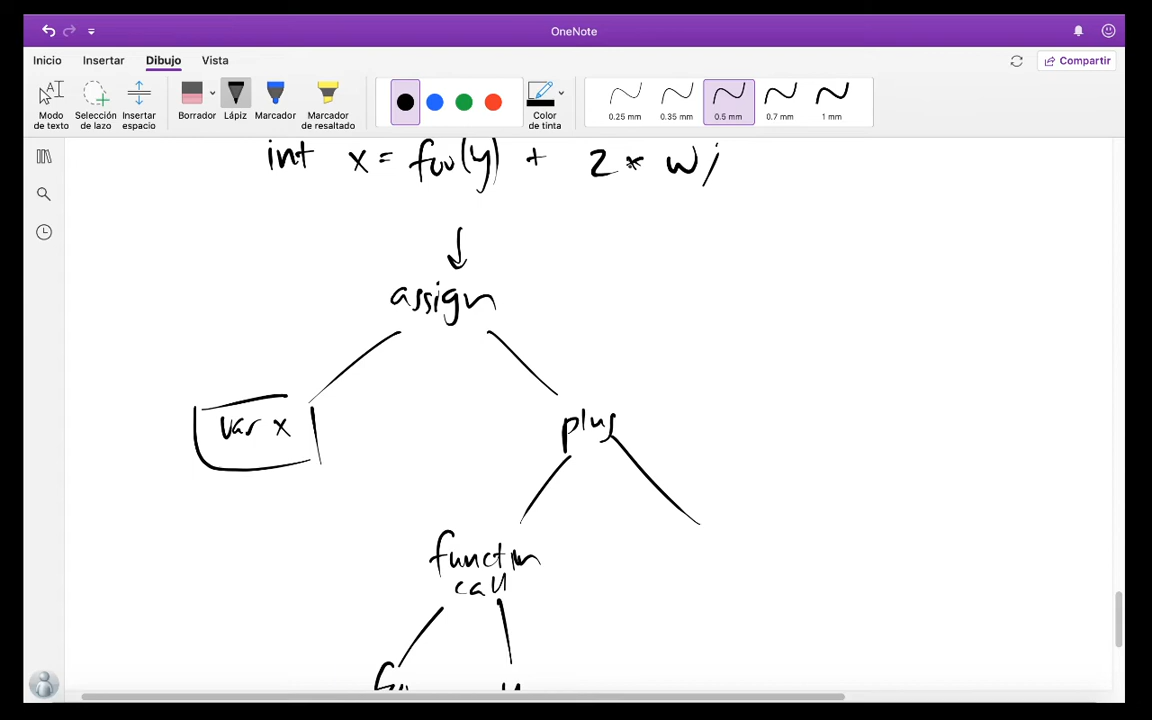 OneNote
Inicio Insertar Dibujo Vista
Compartir
Modo de texto
Selección de lazo
Insertar espacio
Borrador
Lápiz
Marcador
Marcador de resaltado
Color de tinta
0.25 mm
0.35 mm
0.5 mm
0.7 mm
1 mm
int x = foo(y) + 2 * w;
assign
var x
plus
function
call